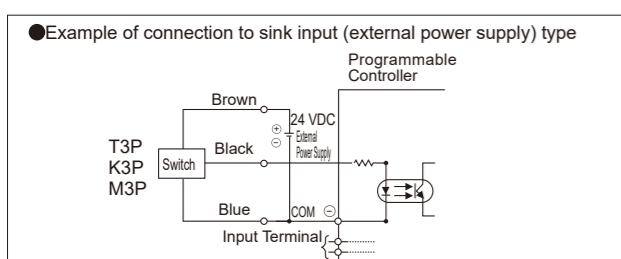 ●Example of connection to sink input (external power supply) type
Programmable
Controller
Brown
24 VDC
⊕
External
⊖
Power Supply
T3P
K3P
M3P
Switch
Black
Blue
COM ⊖
Input Terminal